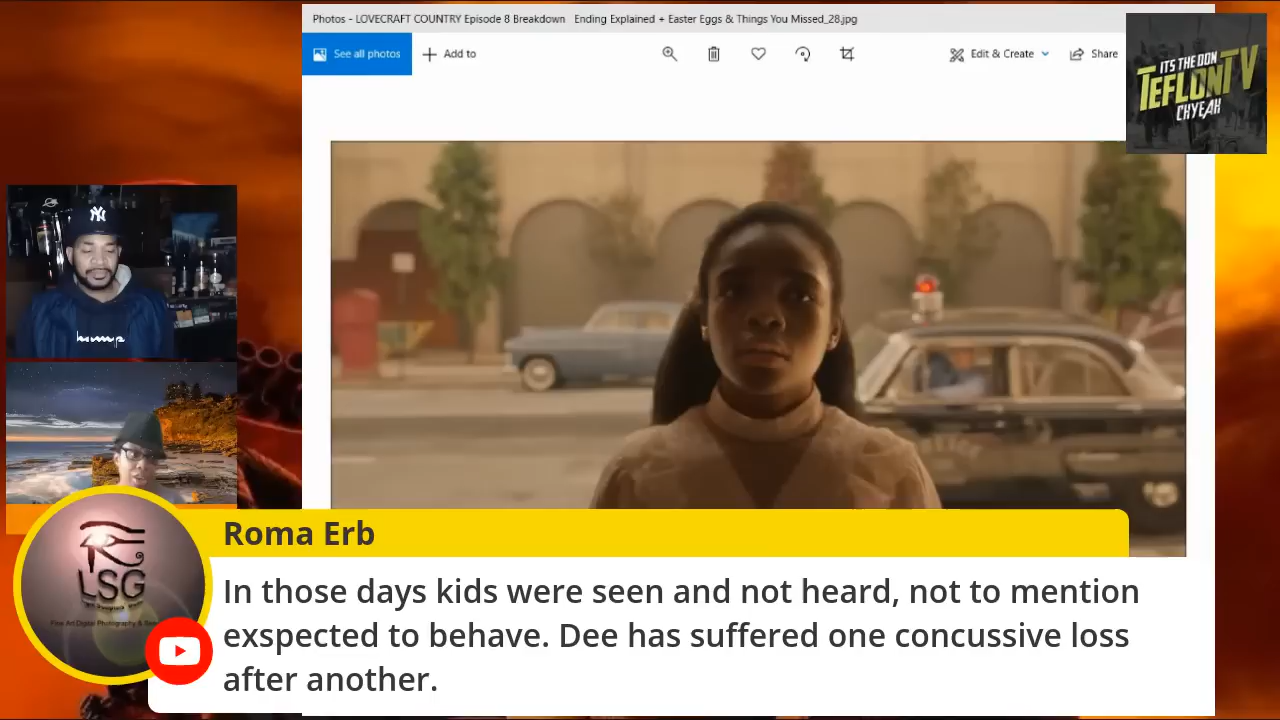 Photos - LOVECRAFT COUNTRY Episode 8 Breakdown Ending Explained + Easter Eggs & Things You Missed_28.jpg
See all photos
Add to
Edit & Create
Share
ITS THE DON
TEFLONTV
CHYEAH
NY
Roma Erb
LSG
In those days kids were seen and not heard, not to mention
exspected to behave. Dee has suffered one concussive loss
after another.